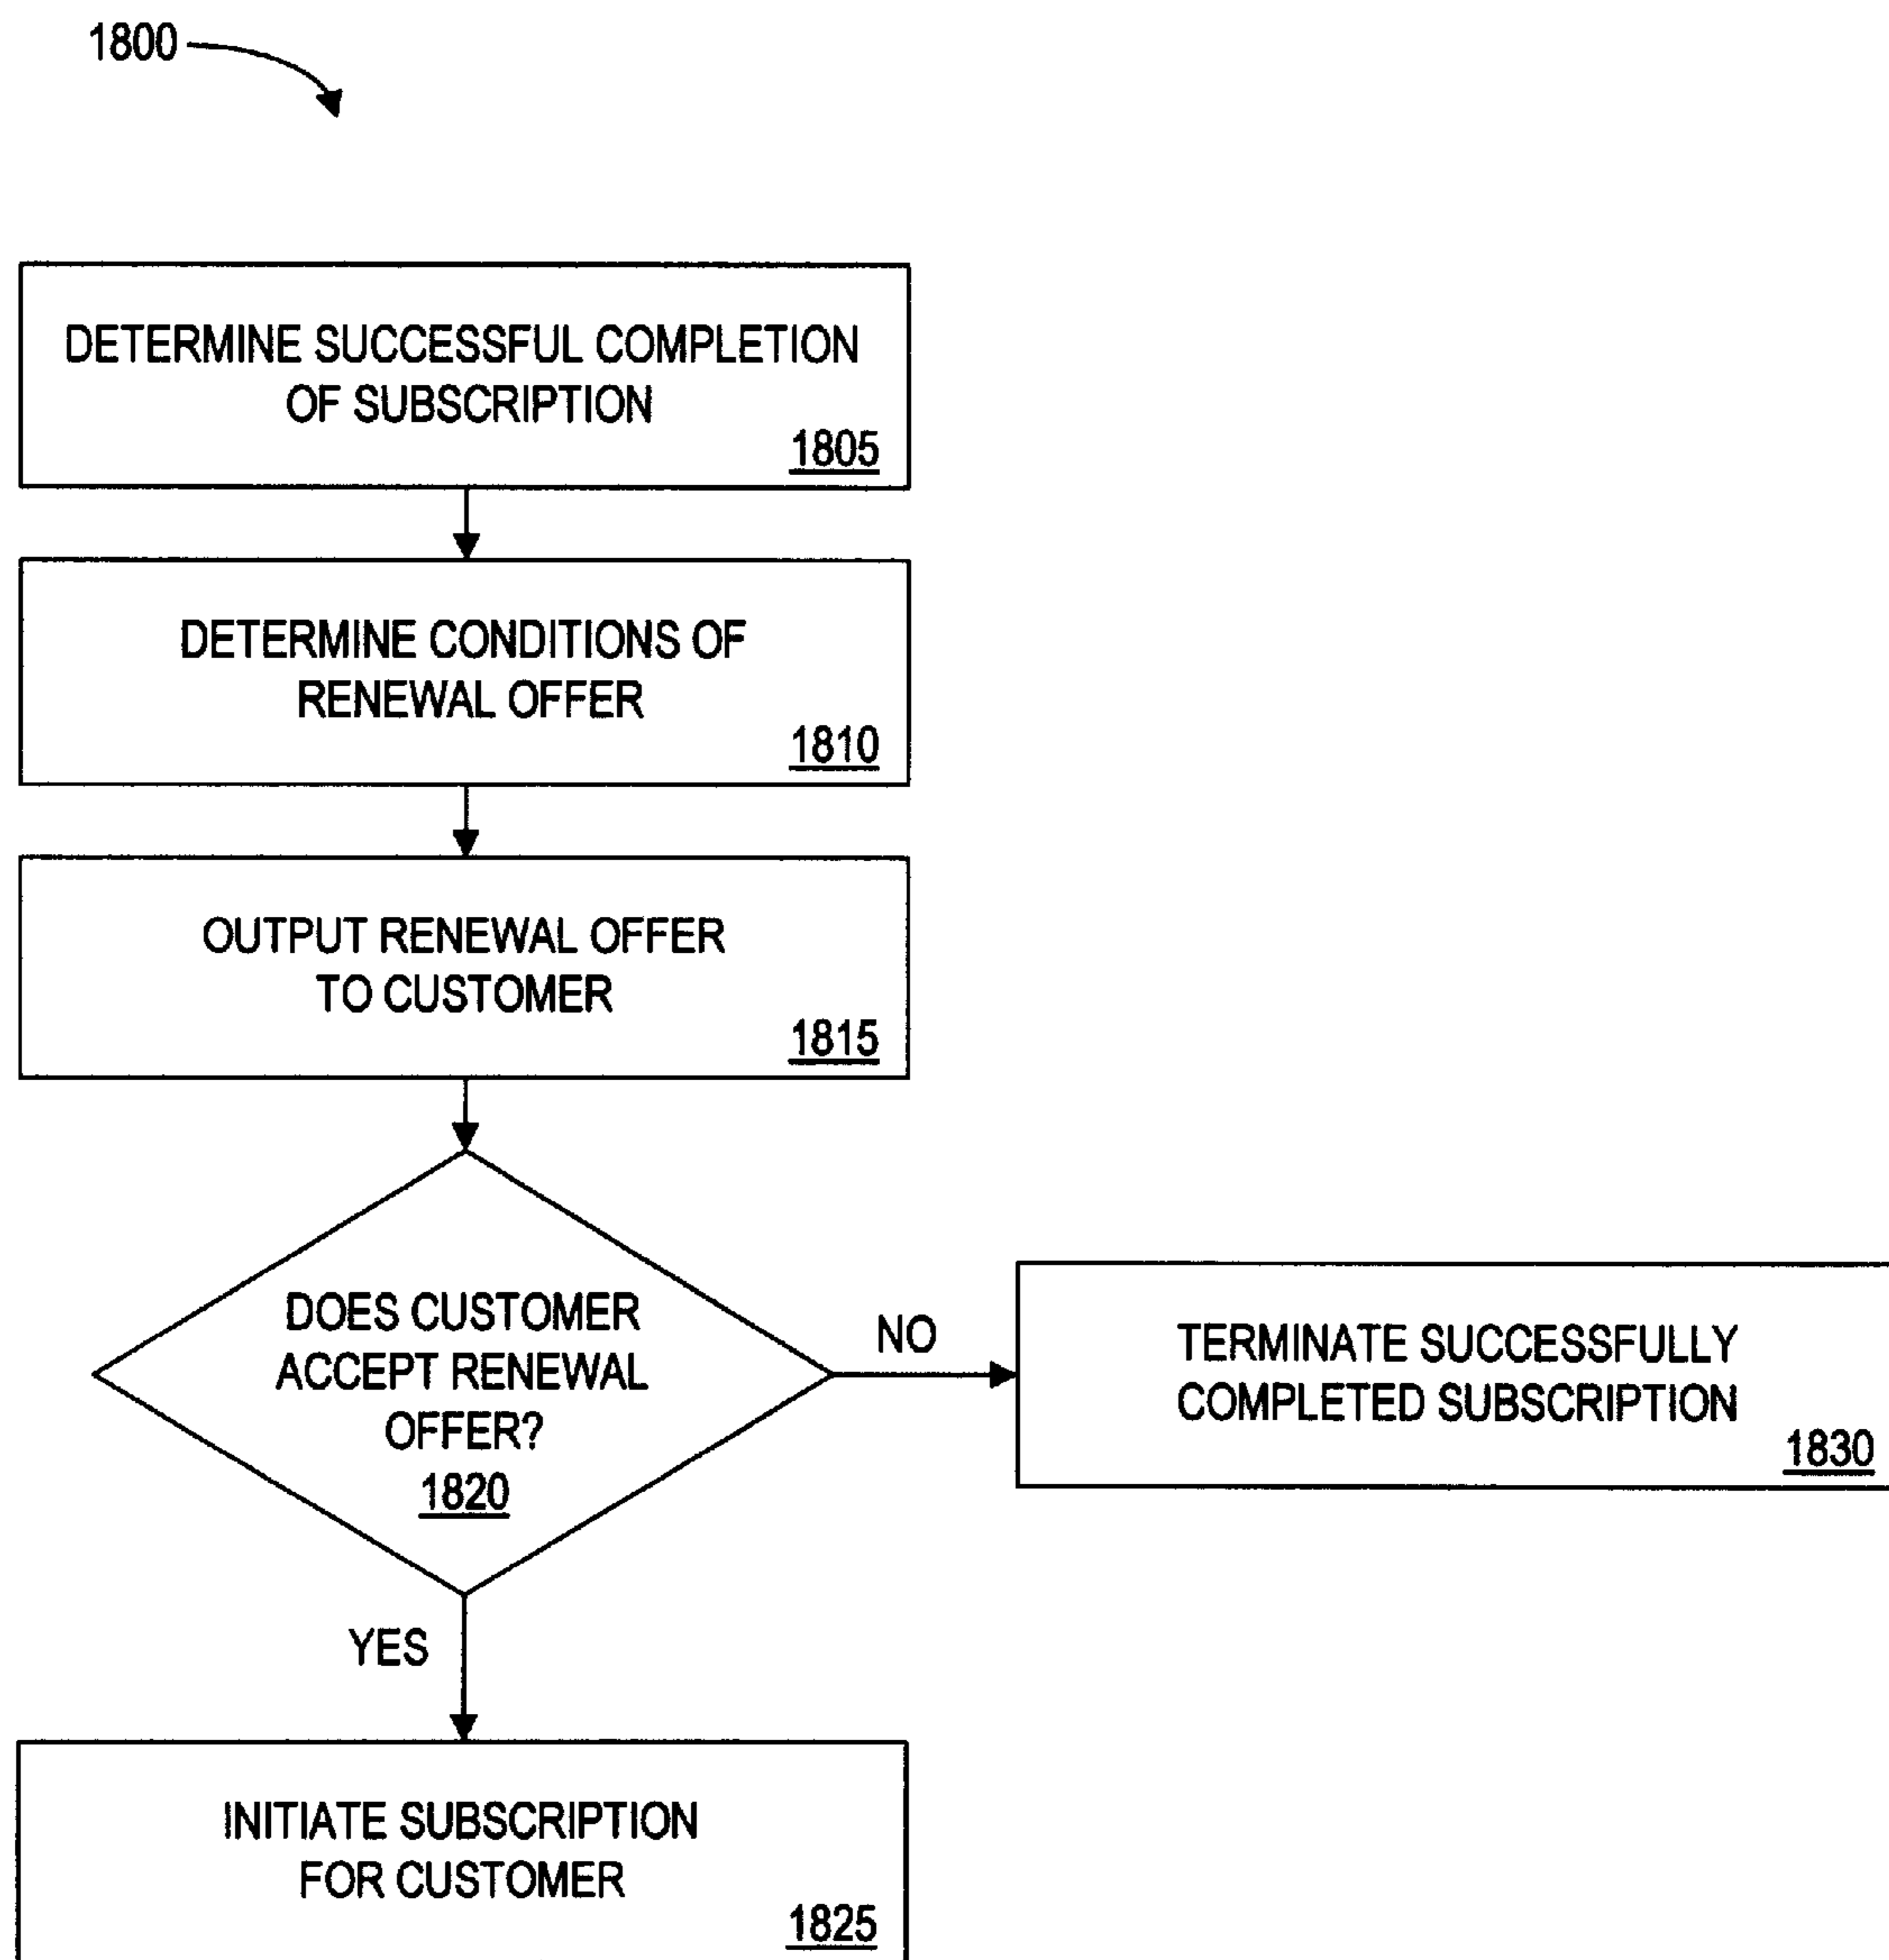 1800
DETERMINE SUCCESSFUL COMPLETION
OF SUBSCRIPTION
1805
DETERMINE CONDITIONS OF
RENEWAL OFFER
1810
OUTPUT RENEWAL OFFER
TO CUSTOMER
1815
DOES CUSTOMER
ACCEPT RENEWAL
OFFER?
1820
NO
TERMINATE SUCCESSFULLY
COMPLETED SUBSCRIPTION
1830
YES
INITIATE SUBSCRIPTION
FOR CUSTOMER
1825